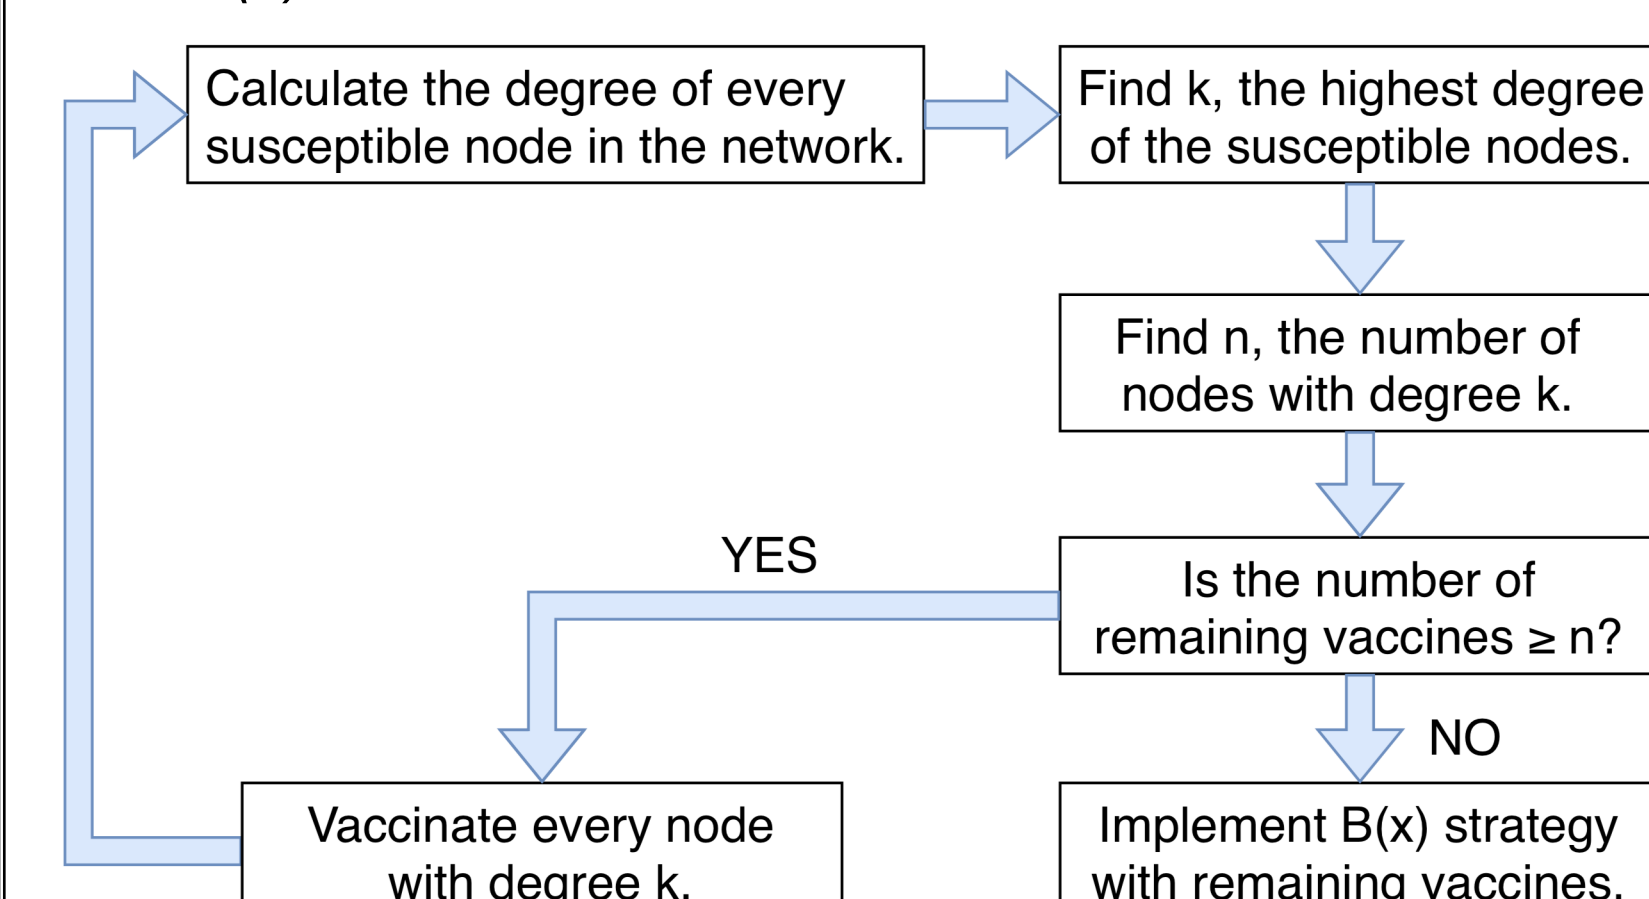 Calculate the degree of every
susceptible node in the network.
Find k, the highest degree
of the susceptible nodes.
Find n, the number of
nodes with degree k.
Is the number of
remaining vaccines ≥ n?
YES
NO
Vaccinate every node
with degree k.
Implement B(x) strategy
with remaining vaccines.